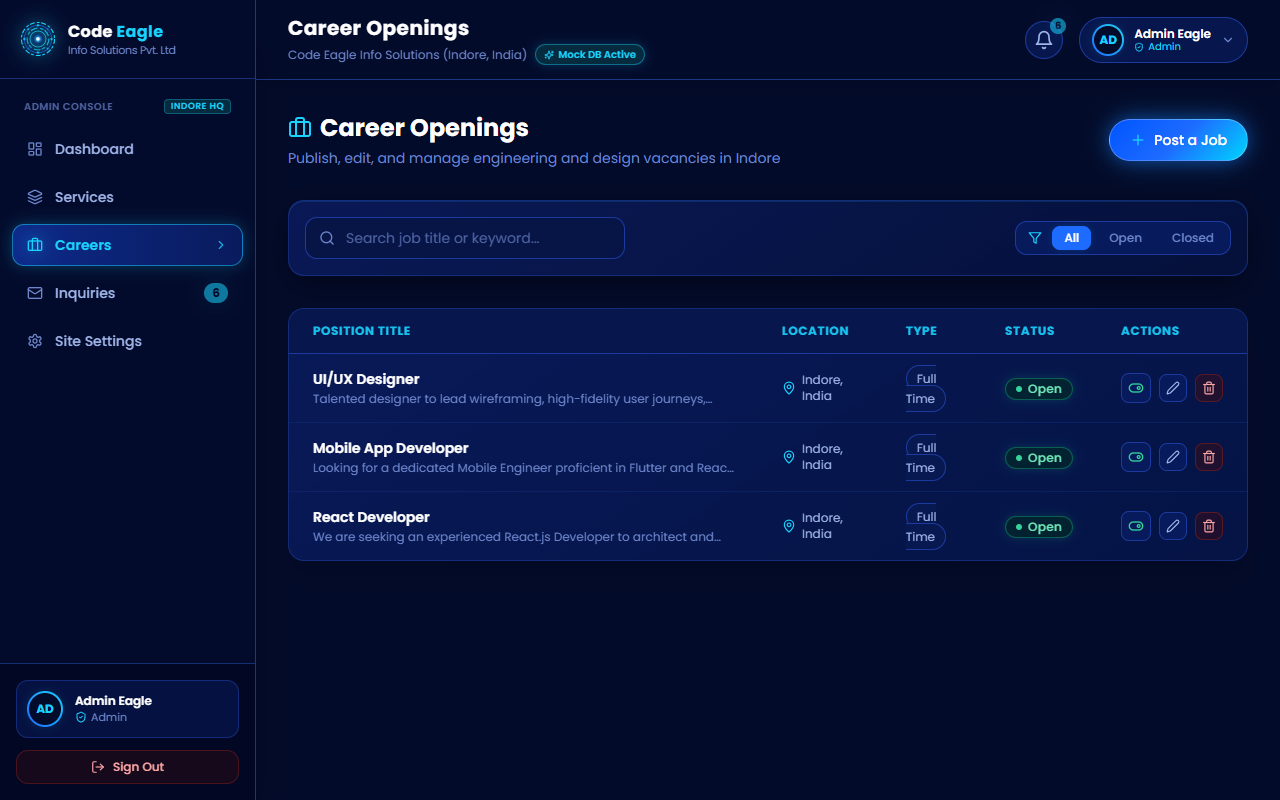 Code Eagle
Info Solutions Pvt. Ltd
ADMIN CONSOLE
INDORE HQ
Dashboard
Services
Careers
Inquiries
6
Site Settings
AD
Admin Eagle
Admin
Sign Out
Career Openings
Code Eagle Info Solutions (Indore, India)
Mock DB Active
6
AD
Admin Eagle
Admin
Career Openings
Publish, edit, and manage engineering and design vacancies in Indore
+ Post a Job
Search job title or keyword...
All
Open
Closed
POSITION TITLE
LOCATION
TYPE
STATUS
ACTIONS
UI/UX Designer
Talented designer to lead wireframing, high-fidelity user journeys,...
Indore,
India
Full
Time
Open
Mobile App Developer
Looking for a dedicated Mobile Engineer proficient in Flutter and Reac...
Indore,
India
Full
Time
Open
React Developer
We are seeking an experienced React.js Developer to architect and...
Indore,
India
Full
Time
Open